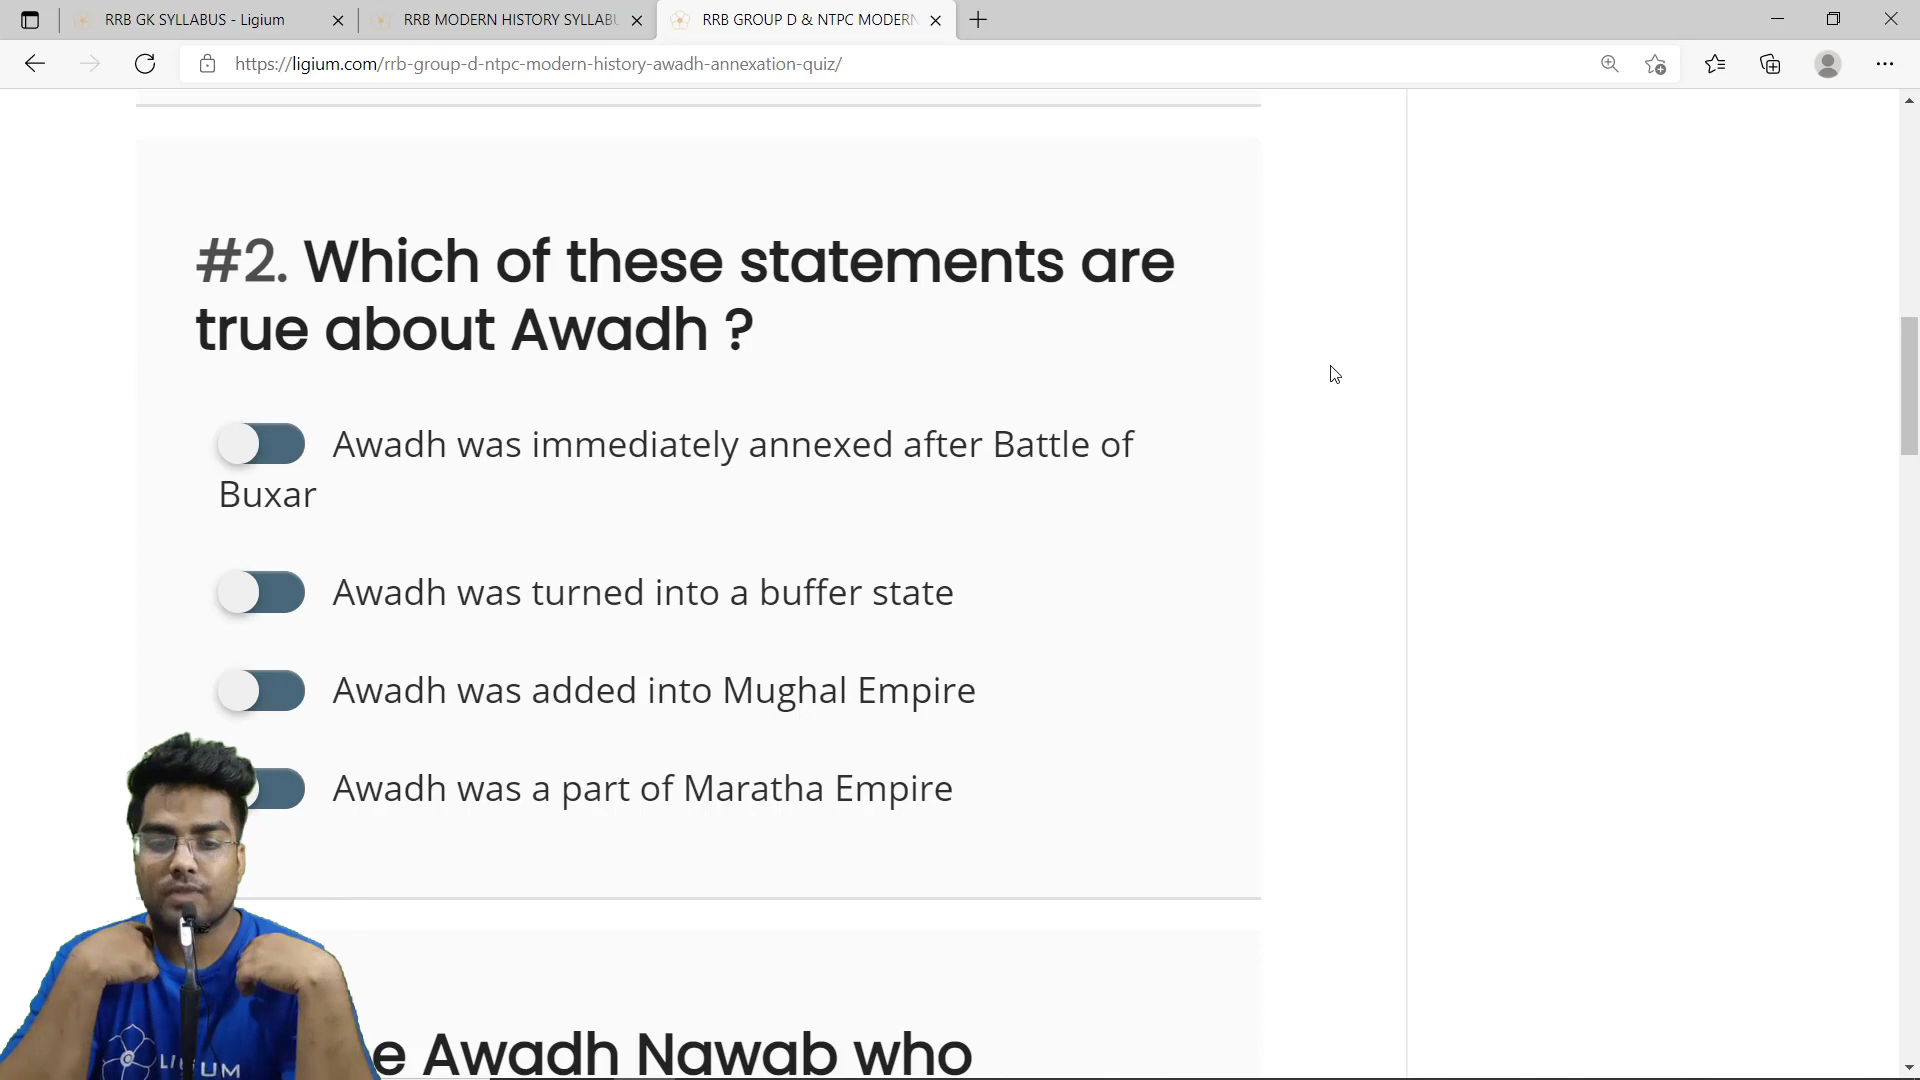 RRB GK SYLLABUS - Ligium
RRB MODERN HISTORY SYLLABU
RRB GROUP D & NTPC MODERN
https://ligium.com/rrb-group-d-ntpc-modern-history-awadh-annexation-quiz/
#2. Which of these statements are
true about Awadh ?
Awadh was immediately annexed after Battle of
Buxar
Awadh was turned into a buffer state
Awadh was added into Mughal Empire
Awadh was a part of Maratha Empire
e Awadh Nawab who
LIGIUM